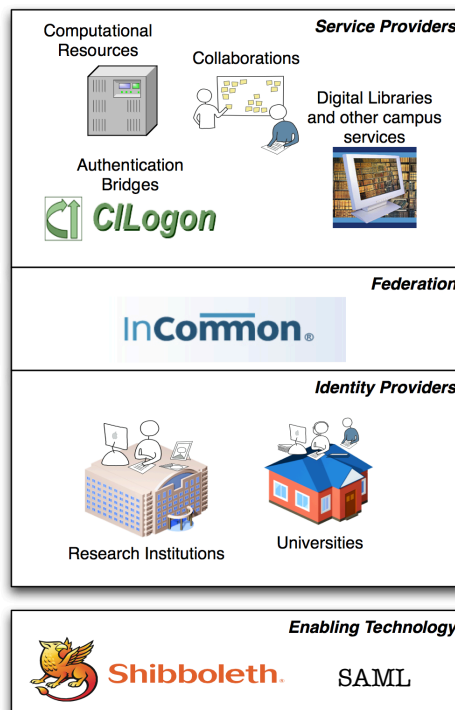 Service Providers
Computational
Resources
Collaborations
Digital Libraries
and other campus
services
Authentication
Bridges
CILogon
Federation
InCommon®
Identity Providers
Research Institutions
Universities
Enabling Technology
Shibboleth.
SAML